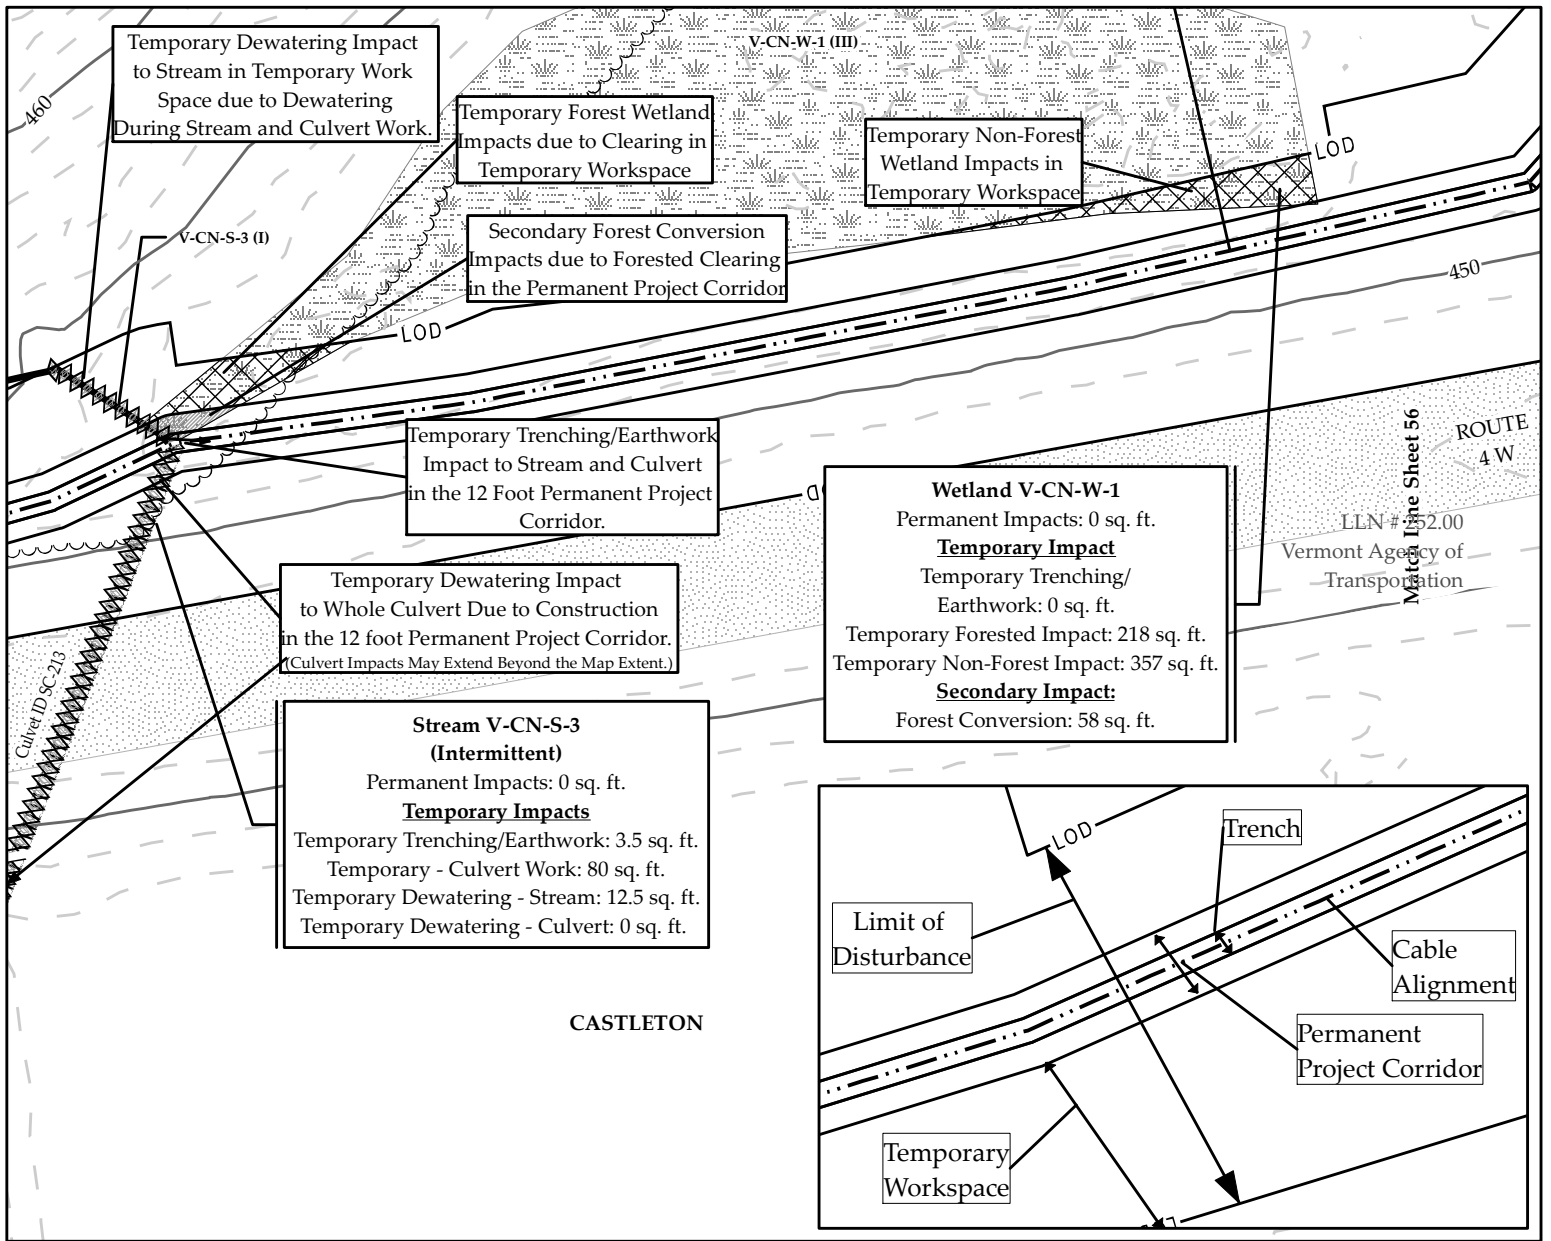 Temporary Dewatering Impact
to Stream in Temporary Work
Space due to Dewatering
During Stream and Culvert Work.
460
V-CN-W-1 (III)
Temporary Forest Wetland
Impacts due to Clearing in
Temporary Workspace
Temporary Non-Forest
Wetland Impacts in
Temporary Workspace
LOD
V-CN-S-3 (I)
Secondary Forest Conversion
Impacts due to Forested Clearing
in the Permanent Project Corridor
450
LOD
Temporary Trenching/Earthwork
Impact to Stream and Culvert
in the 12 Foot Permanent Project
Corridor.
ROUTE
4 W
Match Line Sheet 56
LLN # 252.00
Vermont Agency of
Transportation
Wetland V-CN-W-1
Permanent Impacts: 0 sq. ft.
Temporary Impact
Temporary Trenching/
Earthwork: 0 sq. ft.
Temporary Forested Impact: 218 sq. ft.
Temporary Non-Forest Impact: 357 sq. ft.
Secondary Impact:
Forest Conversion: 58 sq. ft.
Temporary Dewatering Impact
to Whole Culvert Due to Construction
in the 12 foot Permanent Project Corridor.
(Culvert Impacts May Extend Beyond the Map Extent.)
Culvet ID SC-213
Stream V-CN-S-3
(Intermittent)
Permanent Impacts: 0 sq. ft.
Temporary Impacts
Temporary Trenching/Earthwork: 3.5 sq. ft.
Temporary - Culvert Work: 80 sq. ft.
Temporary Dewatering - Stream: 12.5 sq. ft.
Temporary Dewatering - Culvert: 0 sq. ft.
CASTLETON
LOD
Trench
Limit of
Disturbance
Cable
Alignment
Permanent
Project Corridor
Temporary
Workspace